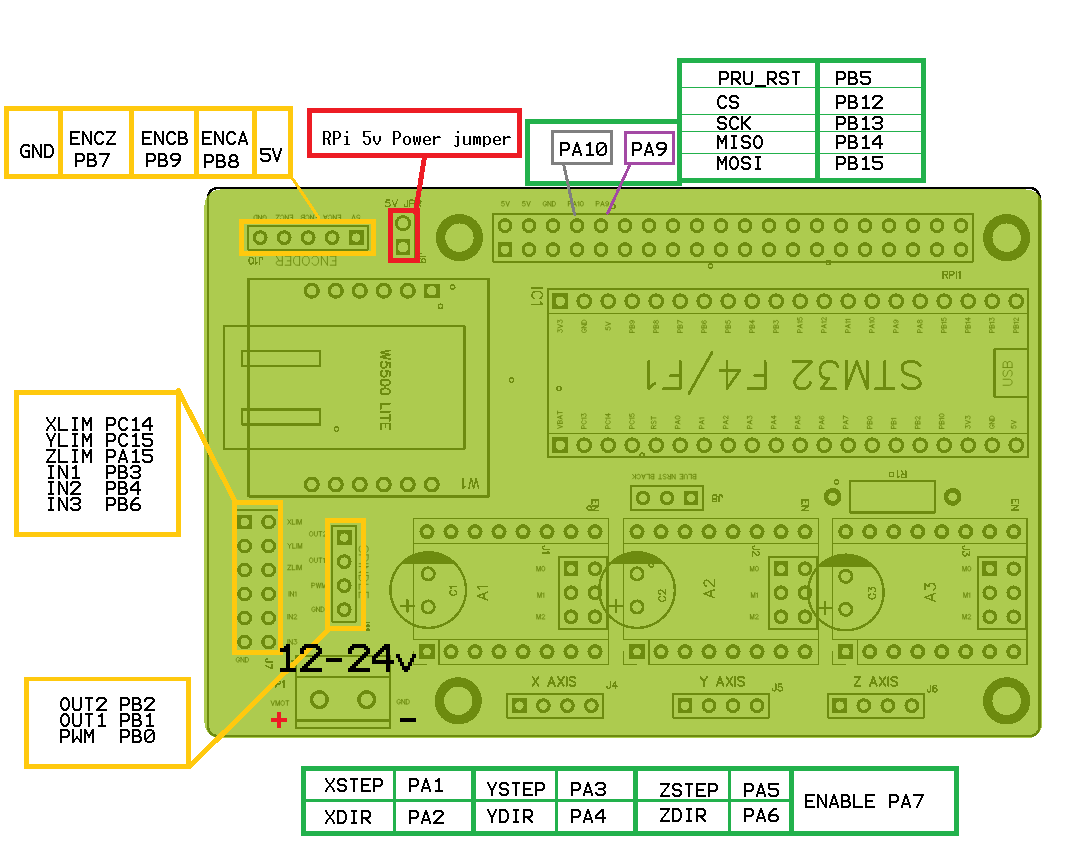 PRU_RST PB5
CS PB12
SCK PB13
MISO PB14
MOSI PB15
GND ENCZ PB7 ENCB PB9 ENCA PB8 5V
RPi 5v Power jumper
PA10 PA9
5V JP2
5V 5V GND PA10 PA9
GND ENCZ ENCB ENCA 5V
J10 ENCODER J9
RPI1
IC1
3V3 GND 5V PB9 PB8 PB7 PB6 PB5 PB4 PB3 PA15 PA12 PA11 PA10 PA9 PA8 PB15 PB14 PB13 PB12
STM32 F4/F1
USB
W5500 LITE
VBAT PC13 PC14 PC15 RST PA0 PA1 PA2 PA3 PA4 PA5 PA6 PA7 PB0 PB1 PB2 PB10 3V3 GND 5V
XLIM PC14
YLIM PC15
ZLIM PA15
IN1 PB3
IN2 PB4
IN3 PB6
W1
BLUE NRST BLACK
J8
R10
EN EN EN
XLIM
YLIM
ZLIM
IN1
IN2
IN3
GND J7
OUT2
OUT1
PWM
GND
J1 J2 J3
M0 M0 M0
M1 M1 M1
M2 M2 M2
C1 A1 C2 A2 C3 A3
+ + +
12-24v
P1
VMOT GND
+ -
X AXIS J4 Y AXIS J5 Z AXIS J6
OUT2 PB2
OUT1 PB1
PWM PB0
XSTEP PA1 YSTEP PA3 ZSTEP PA5 ENABLE PA7
XDIR PA2 YDIR PA4 ZDIR PA6